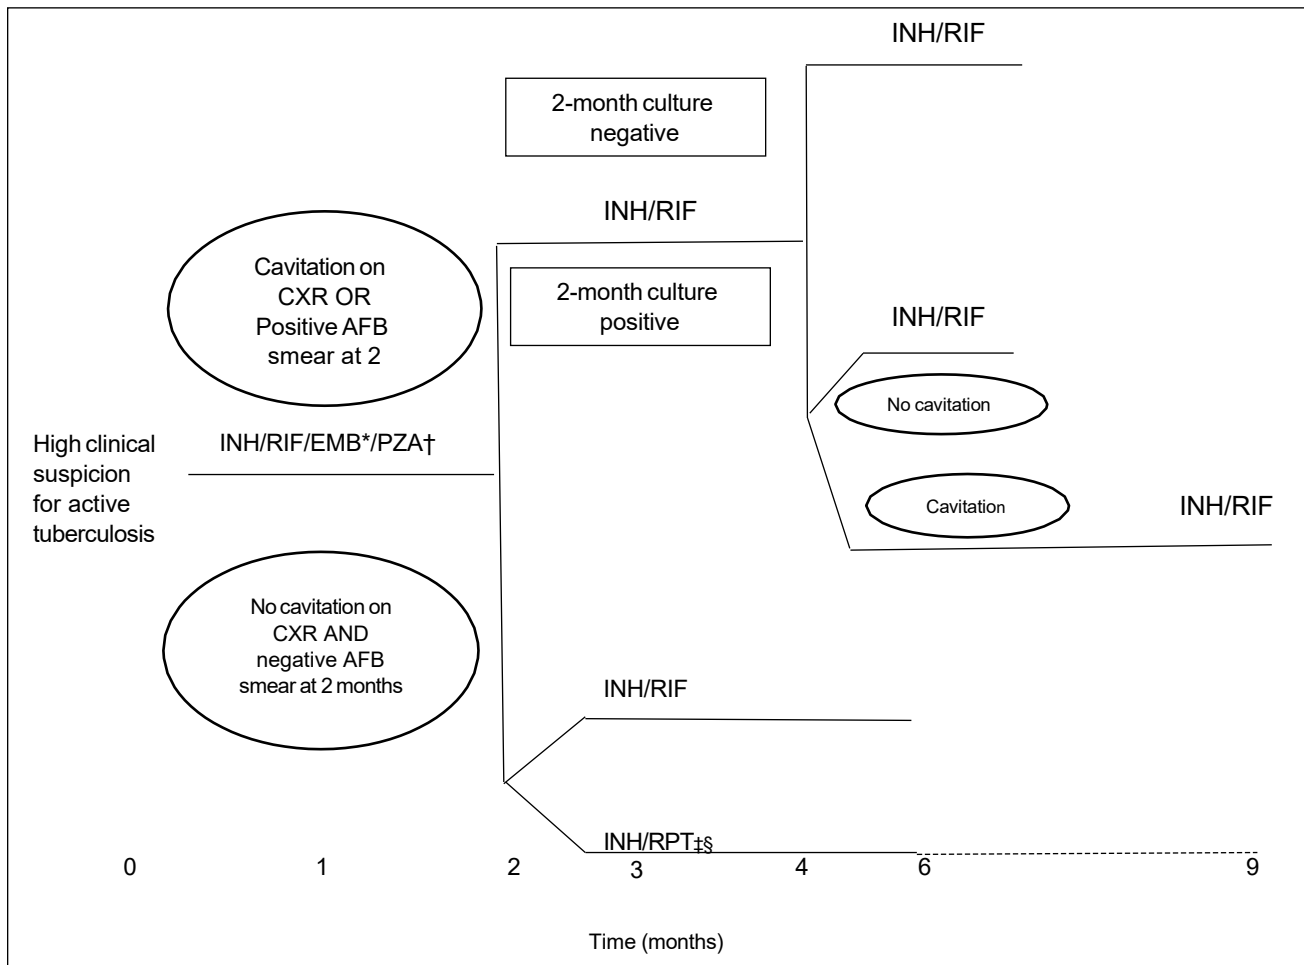 INH/RIF
2-month culture
negative
INH/RIF
Cavitation on
CXR OR
Positive AFB
smear at 2
2-month culture
positive
INH/RIF
No cavitation
High clinical
suspicion
for active
tuberculosis
INH/RIF/EMB*/PZA†
Cavitation
INH/RIF
No cavitation on
CXR AND
negative AFB
smear at 2 months
INH/RIF
INH/RPT‡§
0 1 2 3 4 6 9
Time (months)